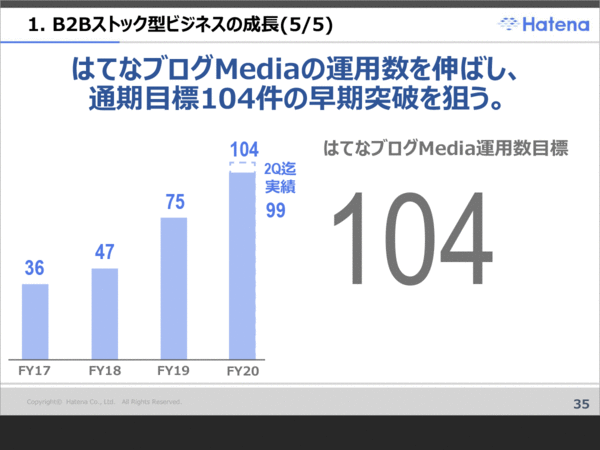 1. B2Bストック型ビジネスの成長(5/5)
Hatena
はてなブログMediaの運用数を伸ばし、
通期目標104件の早期突破を狙う。
はてなブログMedia運用数目標
104
104
2Q迄
実績
99
75
47
36
FY17
FY18
FY19
FY20
Copyright© Hatena Co., Ltd. All Rights Reserved.
35